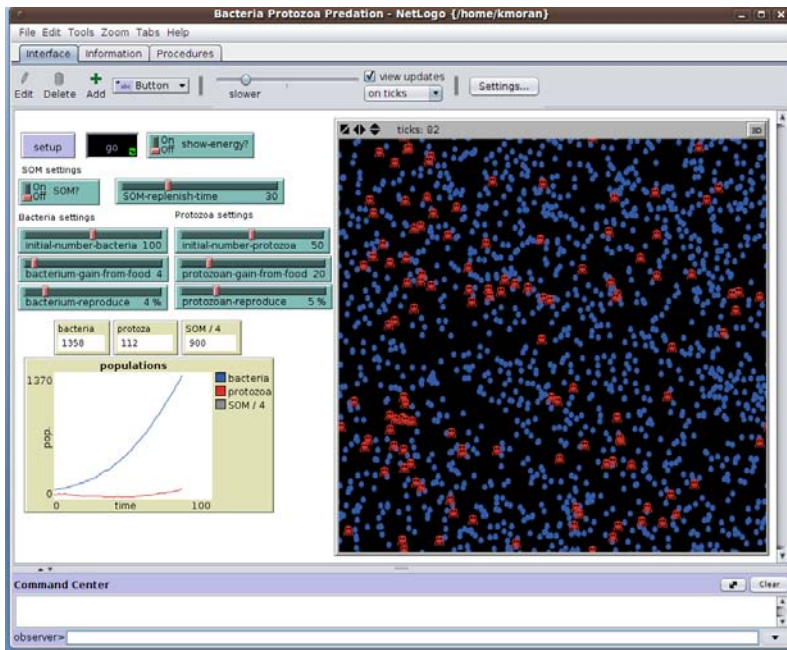 Bacteria Protozoa Predation - NetLogo {/home/kmoran}
File Edit Tools Zoom Tabs Help
Interface Information Procedures
Edit Delete Add abc Button slower view updates on ticks Settings...
ticks: 82 3D
setup go On Off show-energy?
SOM settings
On Off SOM? SOM-replenish-time 30
Bacteria settings Protozoa settings
initial-number-bacteria 100 initial-number-protozoa 50
bacterium-gain-from-food 4 protozoan-gain-from-food 20
bacterium-reproduce 4 % protozoan-reproduce 5 %
bacteria protoza SOM / 4
1358 112 900
populations
1370
pop.
0
0 time 100
bacteria
protozoa
SOM / 4
Command Center Clear
observer>